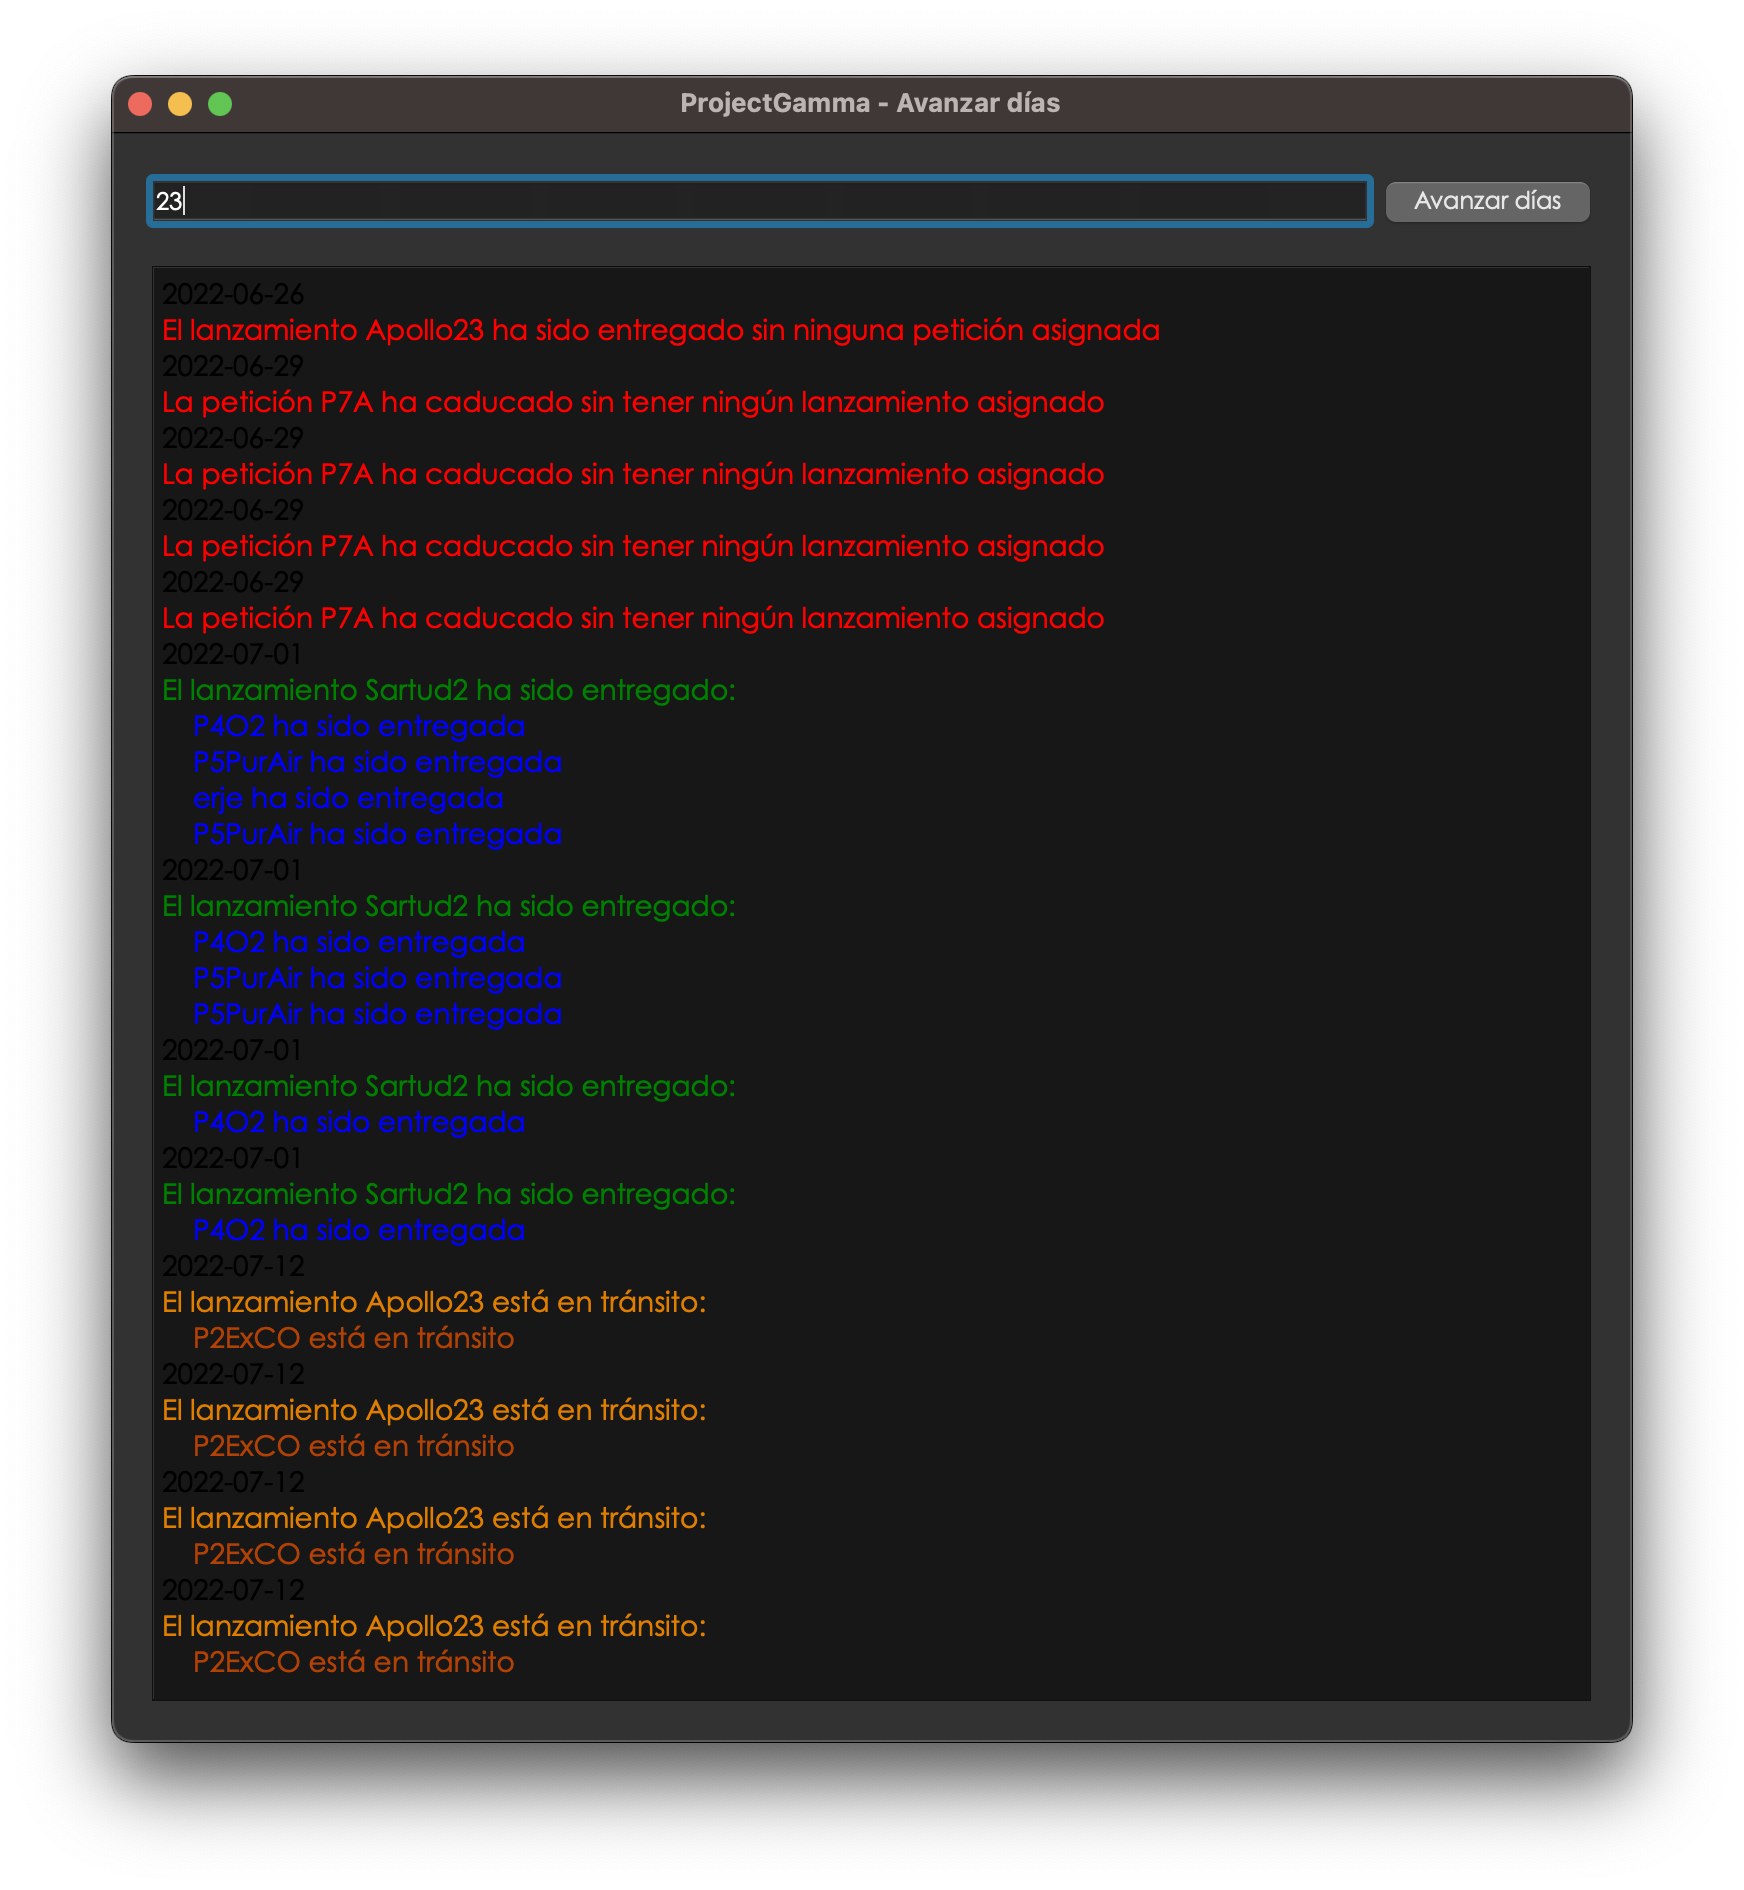 ProjectGamma - Avanzar días
23
Avanzar días
2022-06-26
El lanzamiento Apollo23 ha sido entregado sin ninguna petición asignada
2022-06-29
La petición P7A ha caducado sin tener ningún lanzamiento asignado
2022-06-29
La petición P7A ha caducado sin tener ningún lanzamiento asignado
2022-06-29
La petición P7A ha caducado sin tener ningún lanzamiento asignado
2022-06-29
La petición P7A ha caducado sin tener ningún lanzamiento asignado
2022-07-01
El lanzamiento Sartud2 ha sido entregado:
P4O2 ha sido entregada
P5PurAir ha sido entregada
erje ha sido entregada
P5PurAir ha sido entregada
2022-07-01
El lanzamiento Sartud2 ha sido entregado:
P4O2 ha sido entregada
P5PurAir ha sido entregada
P5PurAir ha sido entregada
2022-07-01
El lanzamiento Sartud2 ha sido entregado:
P4O2 ha sido entregada
2022-07-01
El lanzamiento Sartud2 ha sido entregado:
P4O2 ha sido entregada
2022-07-12
El lanzamiento Apollo23 está en tránsito:
P2ExCO está en tránsito
2022-07-12
El lanzamiento Apollo23 está en tránsito:
P2ExCO está en tránsito
2022-07-12
El lanzamiento Apollo23 está en tránsito:
P2ExCO está en tránsito
2022-07-12
El lanzamiento Apollo23 está en tránsito:
P2ExCO está en tránsito